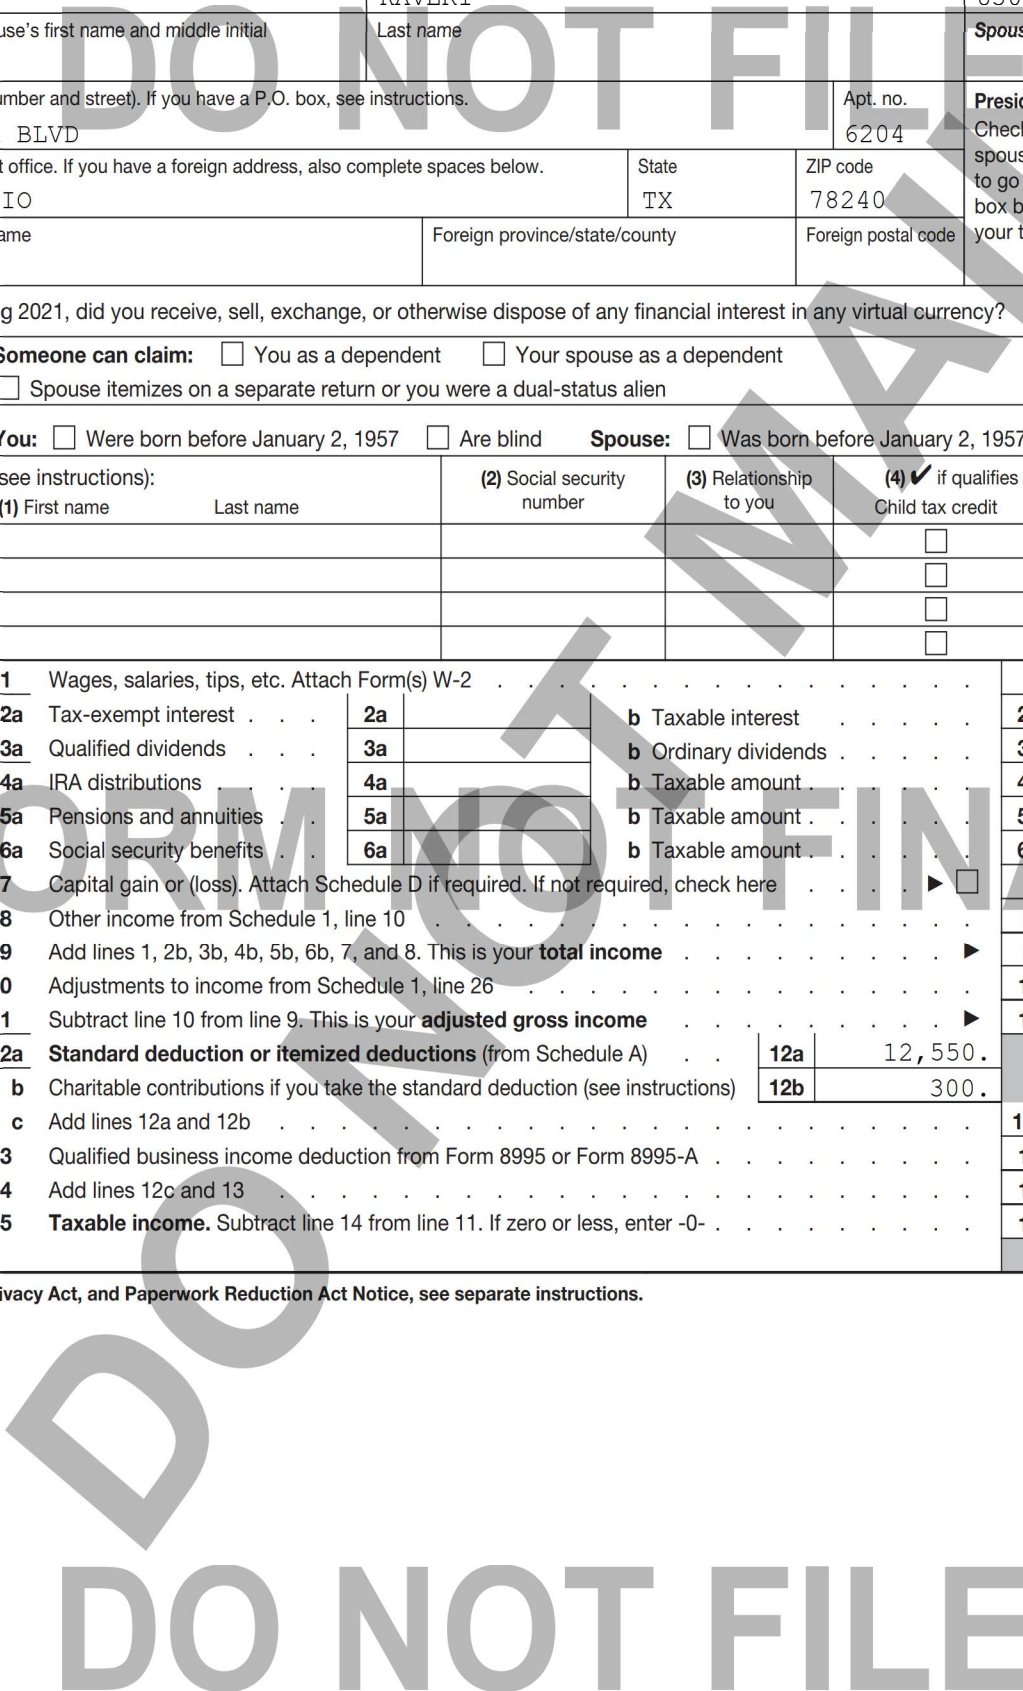 RAVERI
use's first name and middle initial Last name Spous
umber and street). If you have a P.O. box, see instructions. Apt. no. Presid
BLVD 6204 Check
t office. If you have a foreign address, also complete spaces below. State ZIP code spous
to go
IO TX 78240 box b
ame Foreign province/state/county Foreign postal code your t
g 2021, did you receive, sell, exchange, or otherwise dispose of any financial interest in any virtual currency?
Someone can claim: You as a dependent Your spouse as a dependent
Spouse itemizes on a separate return or you were a dual-status alien
You: Were born before January 2, 1957 Are blind Spouse: Was born before January 2, 1957
see instructions): (2) Social security number (3) Relationship to you (4) ✔ if qualifies
(1) First name Last name Child tax credit
1 Wages, salaries, tips, etc. Attach Form(s) W-2 . . . . . . . . . . . . . . . .
2a Tax-exempt interest . . . 2a b Taxable interest . . . . . 2
3a Qualified dividends . . . 3a b Ordinary dividends . . . . . 3
4a IRA distributions . . . . 4a b Taxable amount . . . . . . 4
5a Pensions and annuities . . 5a b Taxable amount . . . . . . 5
6a Social security benefits . . 6a b Taxable amount . . . . . . 6
7 Capital gain or (loss). Attach Schedule D if required. If not required, check here . . . . ▶
8 Other income from Schedule 1, line 10 . . . . . . . . . . . . . . . . . .
9 Add lines 1, 2b, 3b, 4b, 5b, 6b, 7, and 8. This is your total income . . . . . . . . . ▶
0 Adjustments to income from Schedule 1, line 26 . . . . . . . . . . . . . . . 1
1 Subtract line 10 from line 9. This is your adjusted gross income . . . . . . . . . ▶ 1
2a Standard deduction or itemized deductions (from Schedule A) . . 12a 12,550.
b Charitable contributions if you take the standard deduction (see instructions) 12b 300.
c Add lines 12a and 12b . . . . . . . . . . . . . . . . . . . . . . . 1
3 Qualified business income deduction from Form 8995 or Form 8995-A . . . . . . . . . 1
4 Add lines 12c and 13 . . . . . . . . . . . . . . . . . . . . . . . 1
5 Taxable income. Subtract line 14 from line 11. If zero or less, enter -0- . . . . . . . . . 1
ivacy Act, and Paperwork Reduction Act Notice, see separate instructions.
DO NOT FILE
DO NOT MAIL
ORM NOT FINA
DO NOT FILE